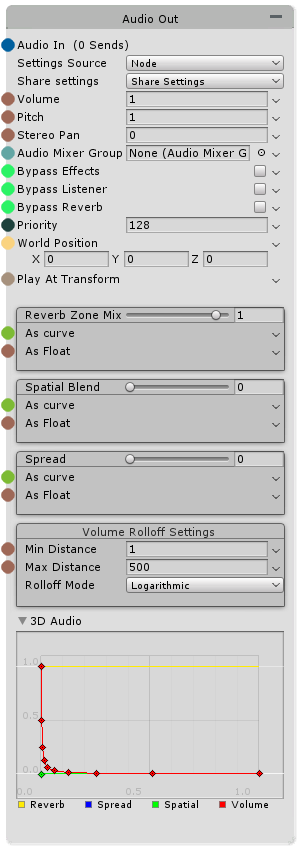 Audio Out
Audio In (0 Sends)
Settings Source Node
Share settings Share Settings
Volume 1
Pitch 1
Stereo Pan 0
Audio Mixer Group None (Audio Mixer G
Bypass Effects
Bypass Listener
Bypass Reverb
Priority 128
World Position
X 0 Y 0 Z 0
Play At Transform
Reverb Zone Mix 1
As curve
As Float
Spatial Blend 0
As curve
As Float
Spread 0
As curve
As Float
Volume Rolloff Settings
Min Distance 1
Max Distance 500
Rolloff Mode Logarithmic
3D Audio
1.0
0.5
0.0
0.0 0.5 1.0
Reverb Spread Spatial Volume